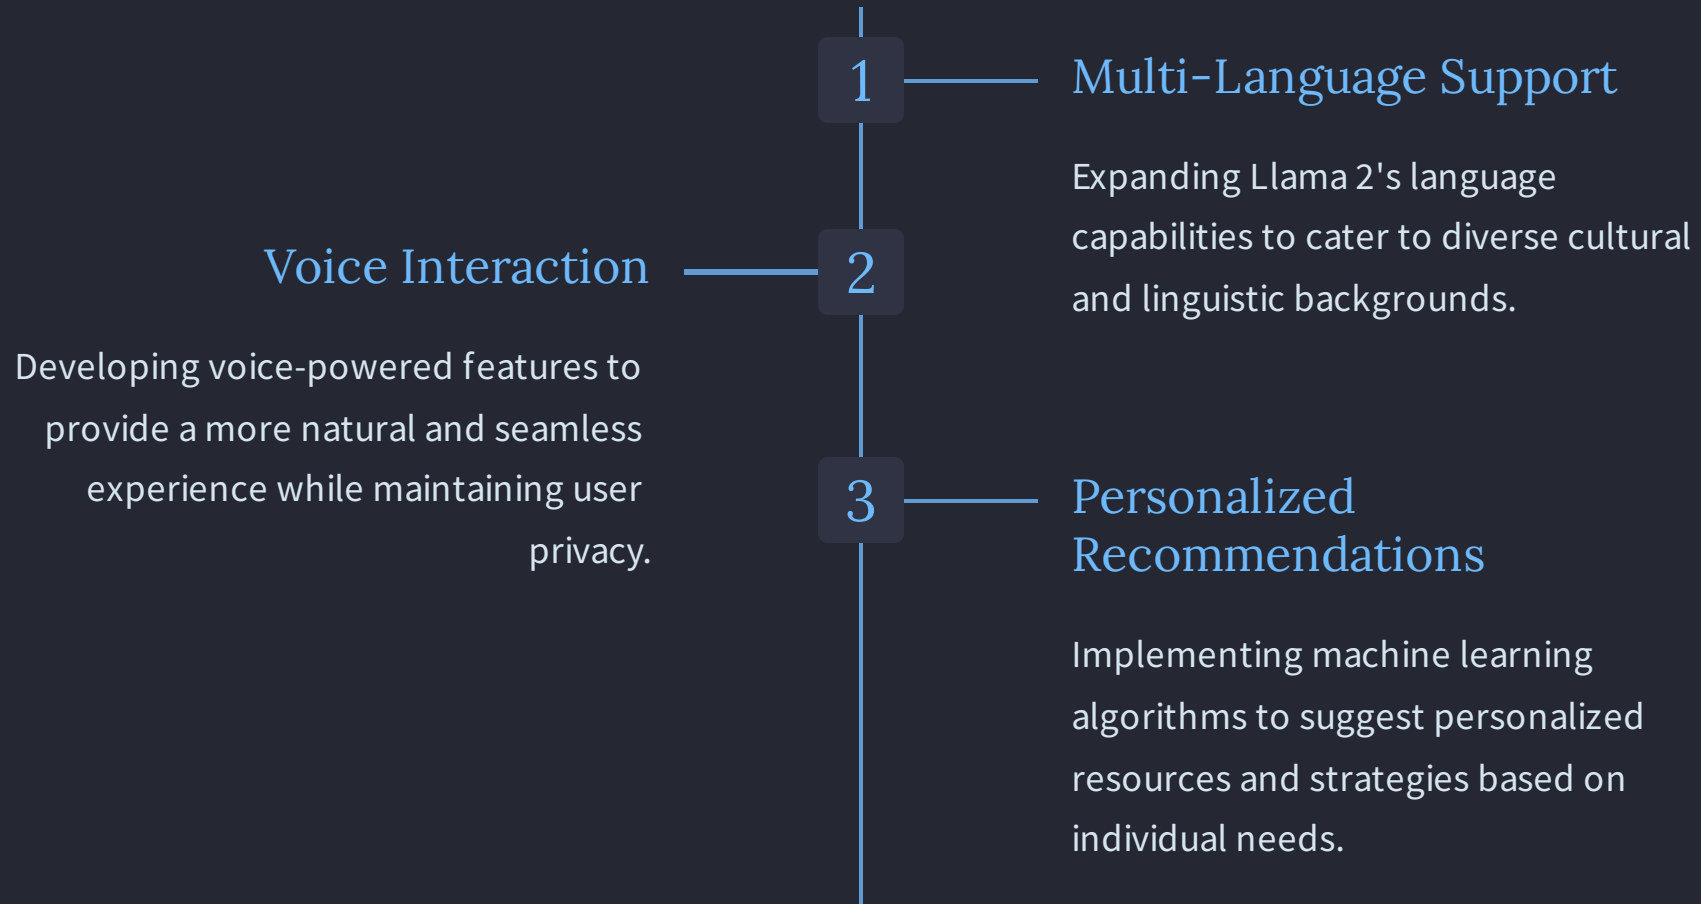 1
Multi-Language Support
Expanding Llama 2's language
capabilities to cater to diverse cultural
and linguistic backgrounds.
2
Voice Interaction
Developing voice-powered features to
provide a more natural and seamless
experience while maintaining user
privacy.
3
Personalized
Recommendations
Implementing machine learning
algorithms to suggest personalized
resources and strategies based on
individual needs.